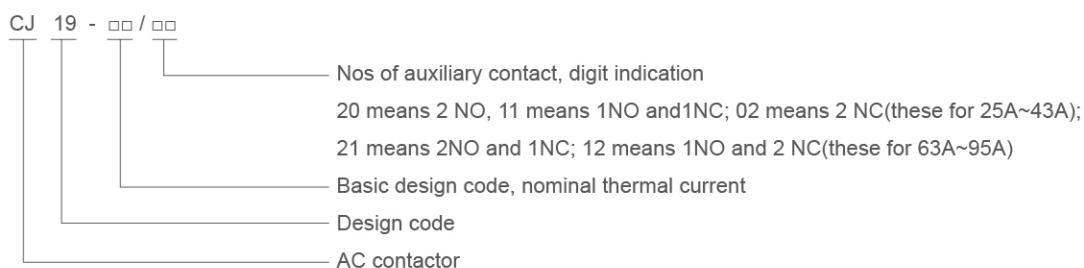 CJ 19 - □□ / □□
Nos of auxiliary contact, digit indication
20 means 2 NO, 11 means 1NO and1NC; 02 means 2 NC(these for 25A~43A);
21 means 2NO and 1NC; 12 means 1NO and 2 NC(these for 63A~95A)
Basic design code, nominal thermal current
Design code
AC contactor